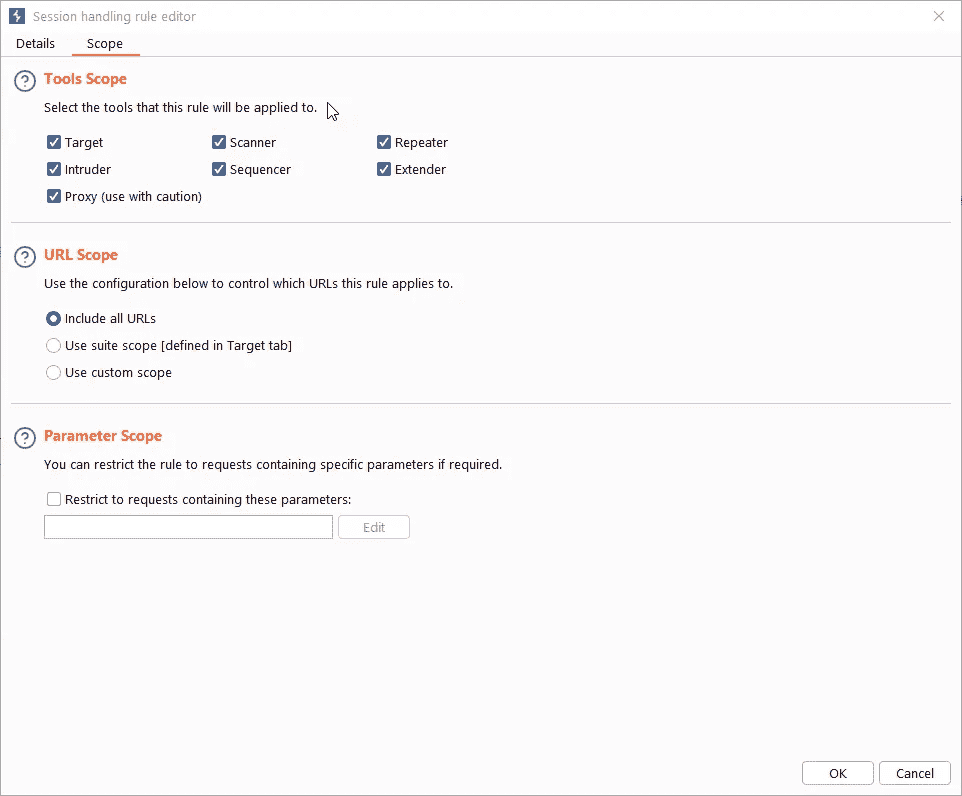 Session handling rule editor
Details Scope
Tools Scope
Select the tools that this rule will be applied to.
Target Scanner Repeater
Intruder Sequencer Extender
Proxy (use with caution)
URL Scope
Use the configuration below to control which URLs this rule applies to.
Include all URLs
Use suite scope [defined in Target tab]
Use custom scope
Parameter Scope
You can restrict the rule to requests containing specific parameters if required.
Restrict to requests containing these parameters:
Edit
OK Cancel